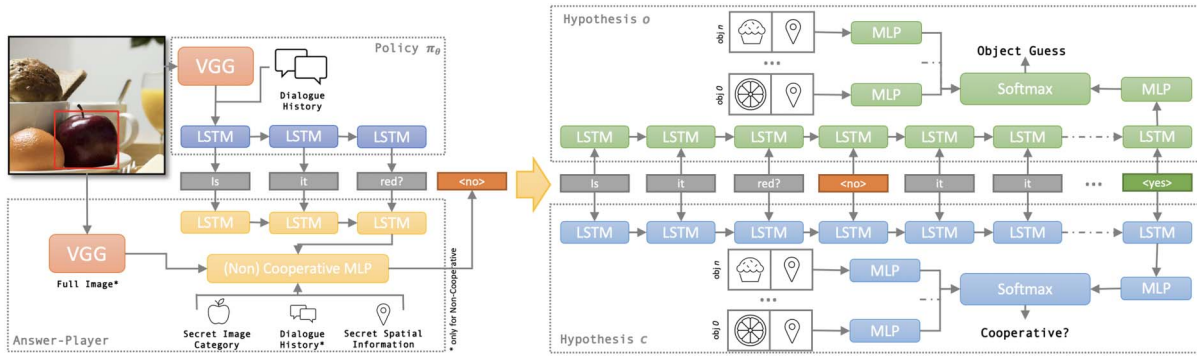 Policy πθ
VGG
Dialogue
History
LSTM LSTM LSTM
Is it red? <no>
LSTM LSTM LSTM
VGG
(Non) Cooperative MLP
Full Image*
Secret Image
Category
Dialogue
History*
Secret Spatial
Information
Answer-Player
* only for Non-Cooperative
Hypothesis o
obj n
MLP
Object Guess
...
obj 0
MLP
Softmax
MLP
LSTM LSTM LSTM LSTM LSTM LSTM LSTM
Is it red? <no> it it ... <yes>
LSTM LSTM LSTM LSTM LSTM LSTM LSTM
obj n
MLP
...
obj 0
MLP
Softmax
MLP
Cooperative?
Hypothesis c